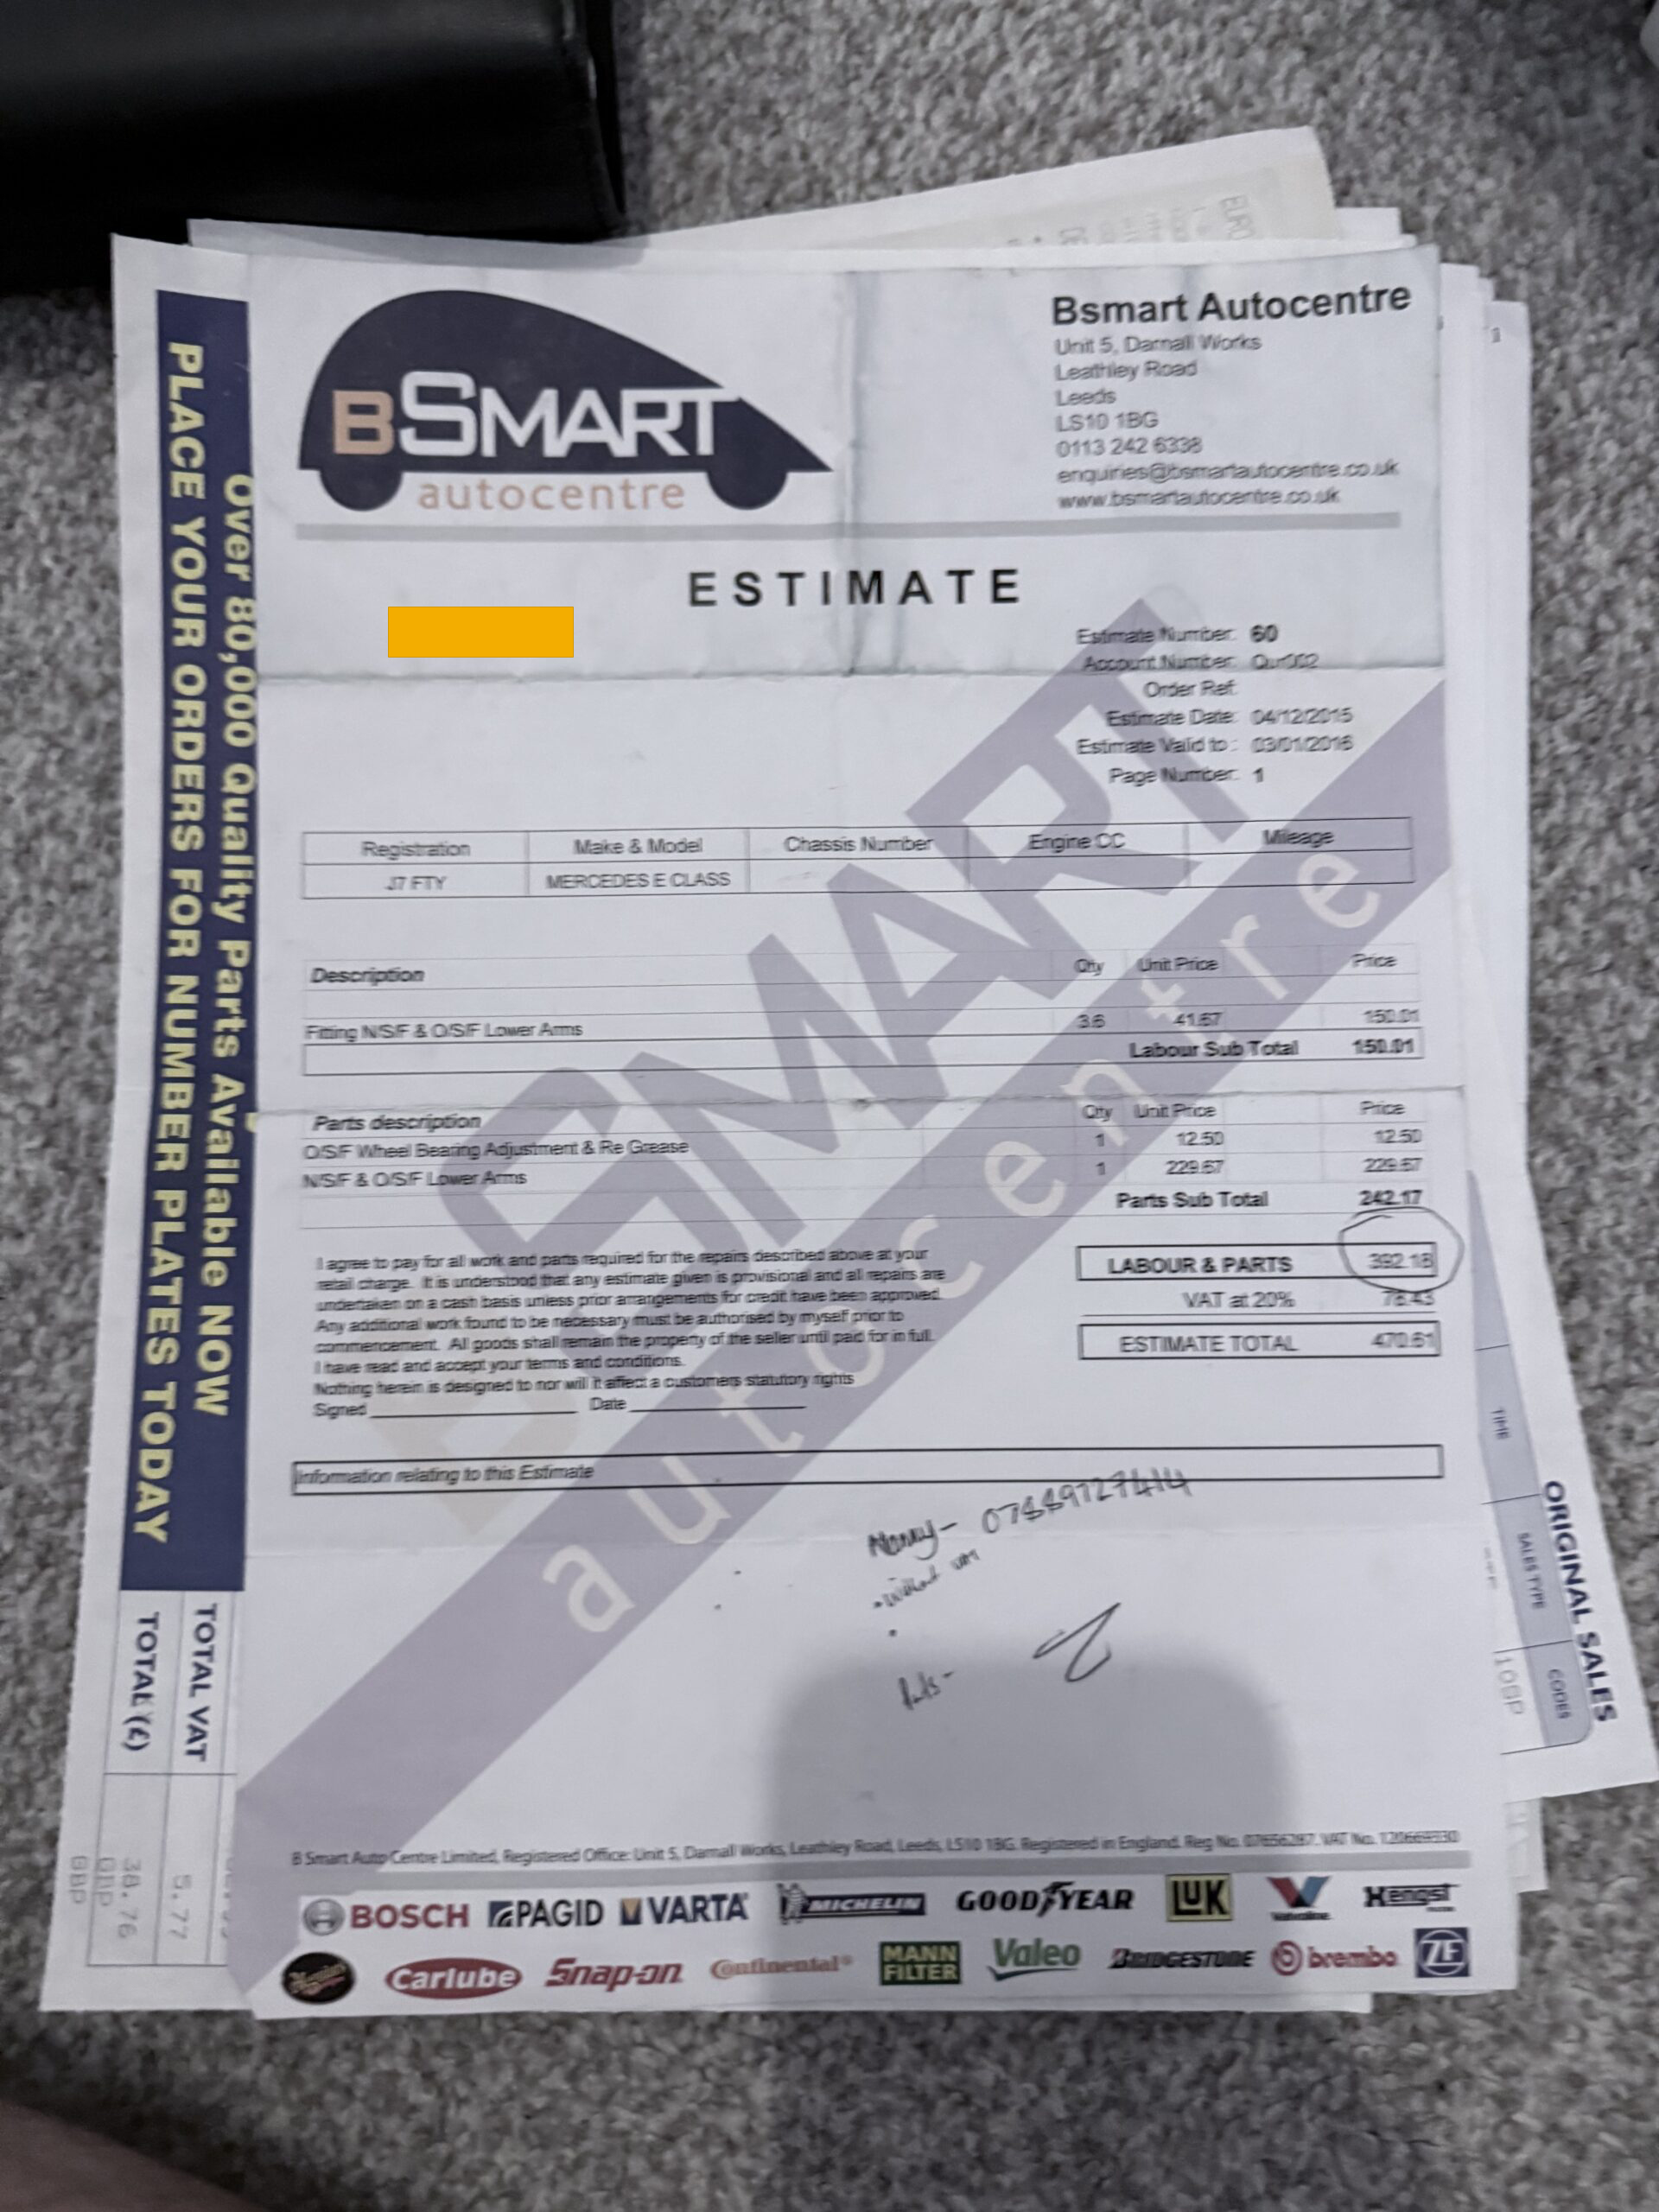 BSMART
autocentre
Bsmart Autocentre
Unit 5, Darnall Works
Leathley Road
Leeds
LS10 1BG
0113 242 6338
enquiries@bsmartautocentre.co.uk
www.bsmartautocentre.co.uk
ESTIMATE
Estimate Number: 60
Account Number: Qur002
Order Ref:
Estimate Date: 04/12/2015
Estimate Valid to : 03/01/2016
Page Number: 1
Registration Make & Model Chassis Number Engine CC Mileage
J7 FTY MERCEDES E CLASS
Description Qty Unit Price Price
Fitting N/S/F & O/S/F Lower Arms 3.6 41.67 150.01
Labour Sub Total 150.01
Parts description Qty Unit Price Price
O/S/F Wheel Bearing Adjustment & Re Grease 1 12.50 12.50
N/S/F & O/S/F Lower Arms 1 229.67 229.67
Parts Sub Total 242.17
LABOUR & PARTS 392.18
VAT at 20% 78.43
ESTIMATE TOTAL 470.61
I agree to pay for all work and parts required for the repairs described above at your
retail charge. It is understood that any estimate given is provisional and all repairs are
undertaken on a cash basis unless prior arrangements for credit have been approved.
Any additional work found to be necessary must be authorised by myself prior to
commencement. All goods shall remain the property of the seller until paid for in full.
I have read and accept your terms and conditions.
Nothing herein is designed to nor will it affect a customers statutory rights
Signed Date
Information relating to this Estimate
BSMART
autocentre
B Smart Auto Centre Limited, Registered Office: Unit 5, Darnall Works, Leathley Road, Leeds, LS10 1BG. Registered in England. Reg No. 07656287. VAT No.
BOSCH PAGID VARTA MICHELIN GOODYEAR LUK Valvoline Hengst
Carlube Snap-on Continental MANN FILTER Valeo BRIDGESTONE brembo ZF
Over 80,000 Quality Parts Available NOW
PLACE YOUR ORDERS FOR NUMBER PLATES TODAY
TOTAL VAT 5.77
TOTAL (£) 38.76
GBP
GBP
EURO
ORIGINAL SALES
TIME
SALES TYPE
CODES